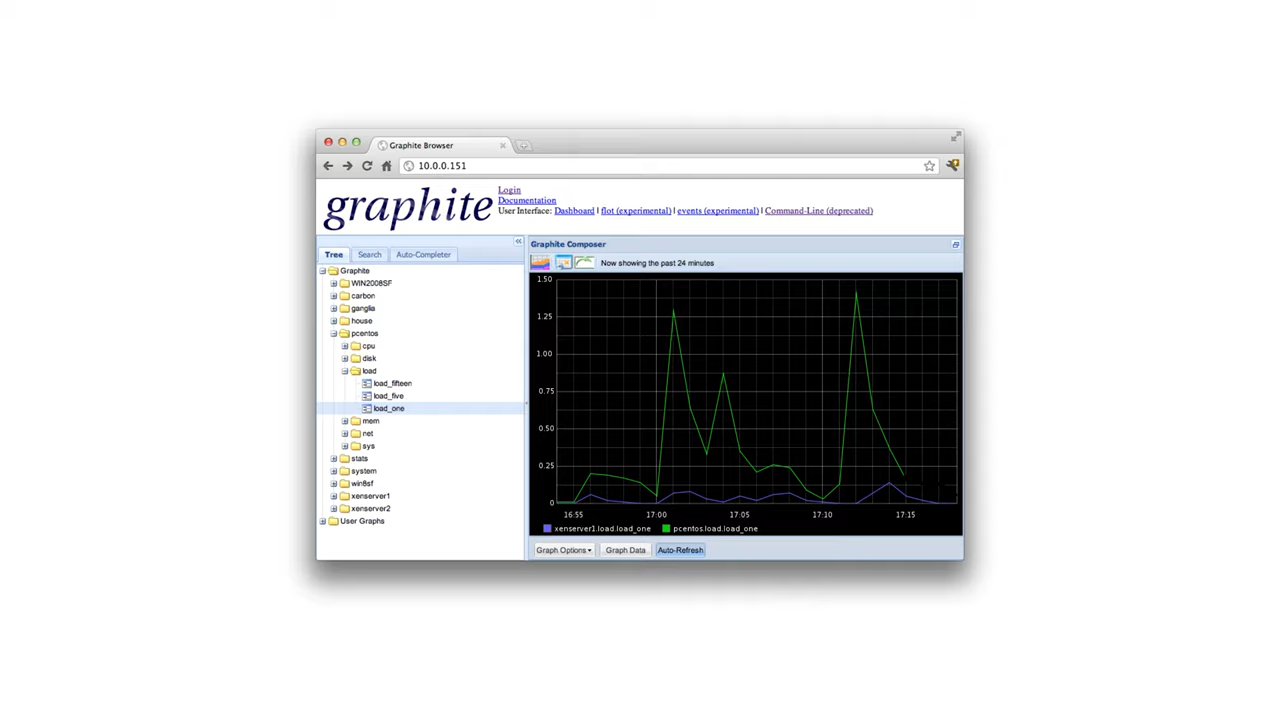 Graphite Browser
10.0.0.151
graphite
Login
Documentation
User Interface: Dashboard | flot (experimental) | events (experimental) | Command-Line (deprecated)
Tree Search Auto-Completer
Graphite
WIN2008SF
carbon
ganglia
house
pcentos
cpu
disk
load
load_fifteen
load_five
load_one
mem
net
sys
stats
system
win8sf
xenserver1
xenserver2
User Graphs
Graphite Composer
Now showing the past 24 minutes
1.50
1.25
1.00
0.75
0.50
0.25
0
16:55 17:00 17:05 17:10 17:15
xenserver1.load.load_one pcentos.load.load_one
Graph Options Graph Data Auto-Refresh